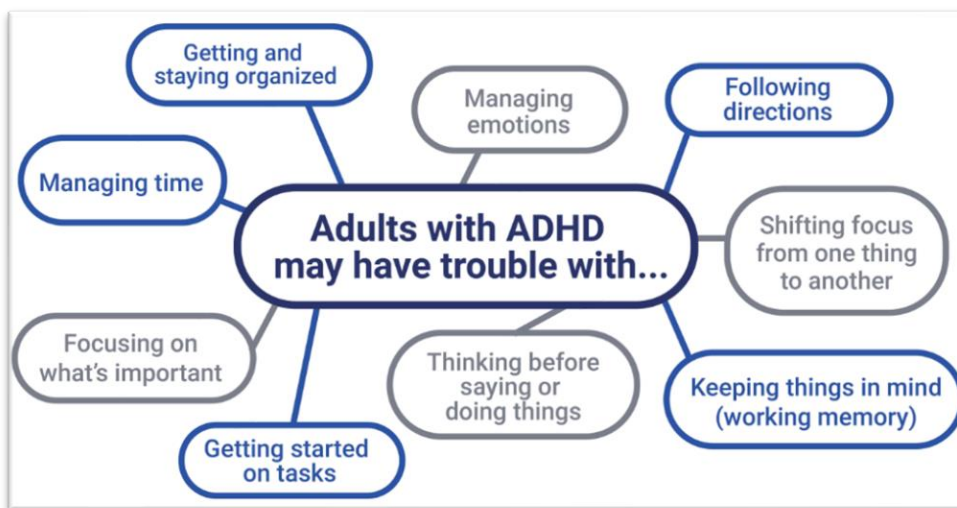 Getting and
staying organized
Managing
emotions
Following
directions
Managing time
Adults with ADHD
may have trouble with...
Shifting focus
from one thing
to another
Focusing on
what's important
Thinking before
saying or
doing things
Keeping things in mind
(working memory)
Getting started
on tasks